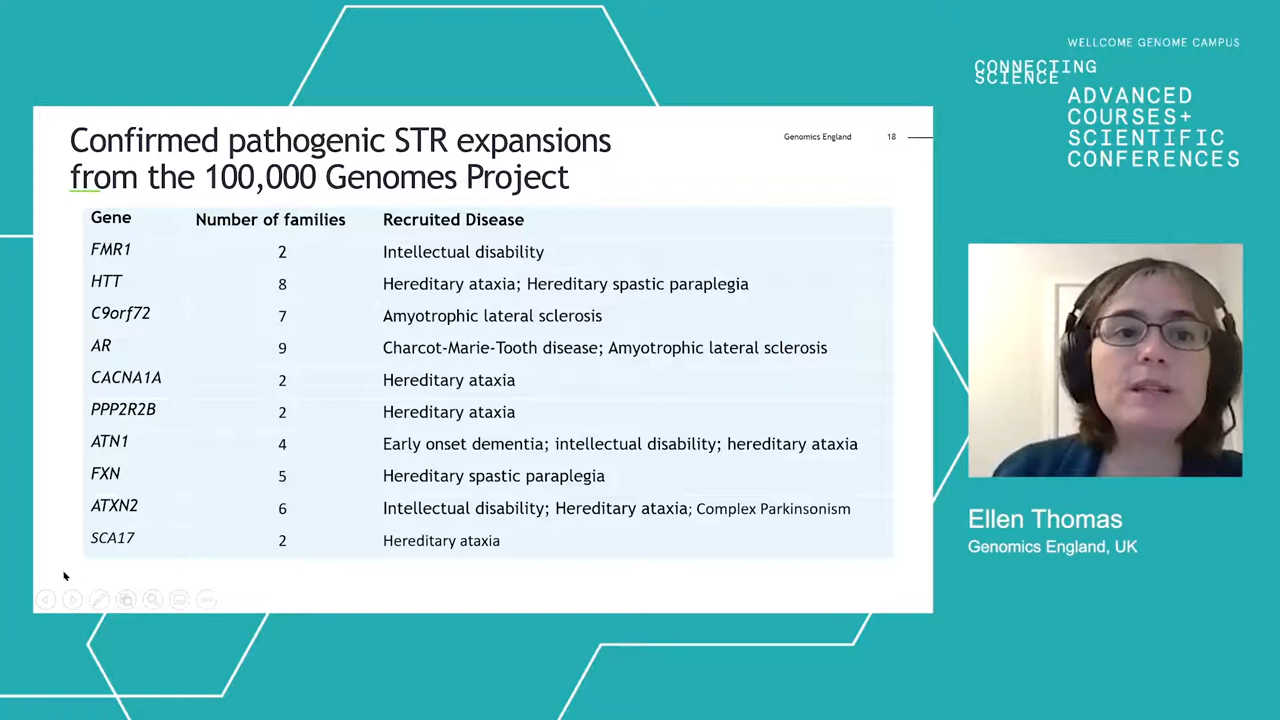 WELLCOME GENOME CAMPUS
CONNECTING
SCIENCE
ADVANCED
COURSES+
SCIENTIFIC
CONFERENCES
Confirmed pathogenic STR expansions
from the 100,000 Genomes Project
Genomics England 18
Gene Number of families Recruited Disease
FMR1 2 Intellectual disability
HTT 8 Hereditary ataxia; Hereditary spastic paraplegia
C9orf72 7 Amyotrophic lateral sclerosis
AR 9 Charcot-Marie-Tooth disease; Amyotrophic lateral sclerosis
CACNA1A 2 Hereditary ataxia
PPP2R2B 2 Hereditary ataxia
ATN1 4 Early onset dementia; intellectual disability; hereditary ataxia
FXN 5 Hereditary spastic paraplegia
ATXN2 6 Intellectual disability; Hereditary ataxia; Complex Parkinsonism
SCA17 2 Hereditary ataxia
Ellen Thomas
Genomics England, UK